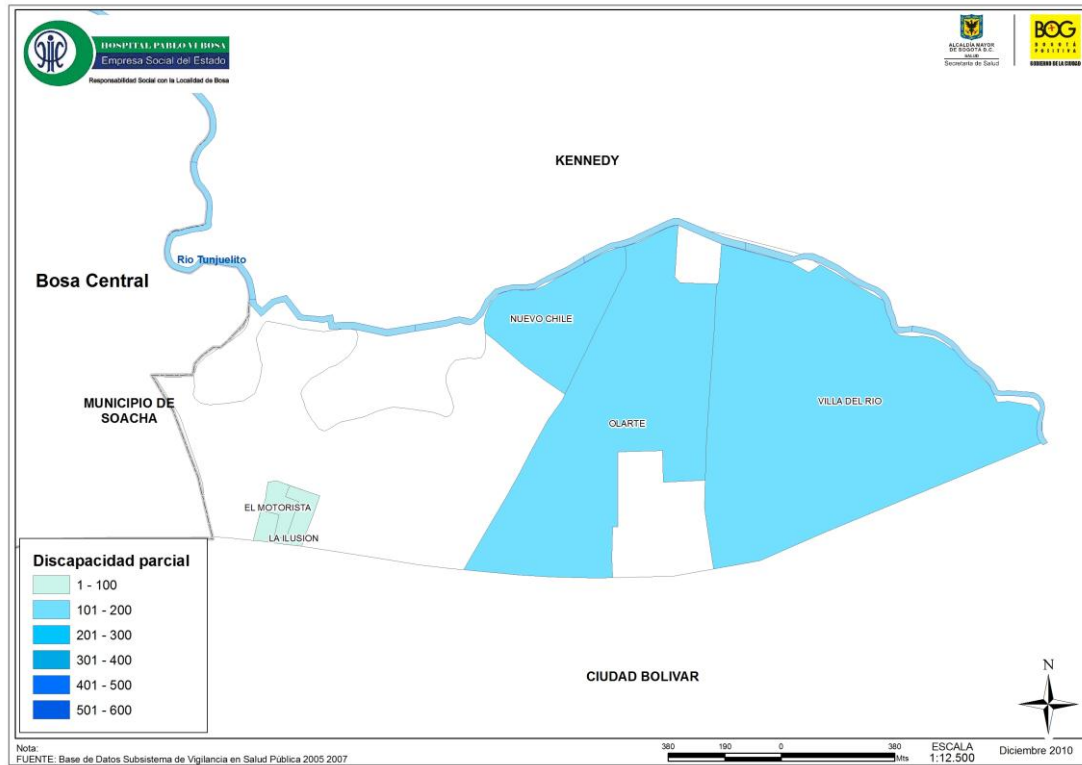 HOSPITAL PABLO VI BOSA
Empresa Social del Estado
Responsabilidad Social con la Localidad de Bosa
ALCALDÍA MAYOR
DE BOGOTÁ D.C.
SALUD
Secretaría de Salud
BOG
BOGOTÁ
POSITIVA
GOBIERNO DE LA CIUDAD
KENNEDY
Rio Tunjuelito
Bosa Central
NUEVO CHILE
MUNICIPIO DE
SOACHA
VILLA DEL RIO
OLARTE
EL MOTORISTA
LA ILUSION
Discapacidad parcial
1 - 100
101 - 200
201 - 300
301 - 400
401 - 500
501 - 600
CIUDAD BOLIVAR
N
Nota:
FUENTE: Base de Datos Subsistema de Vigilancia en Salud Pública 2005 2007
380 190 0 380
Mts
ESCALA
1:12.500
Diciembre 2010